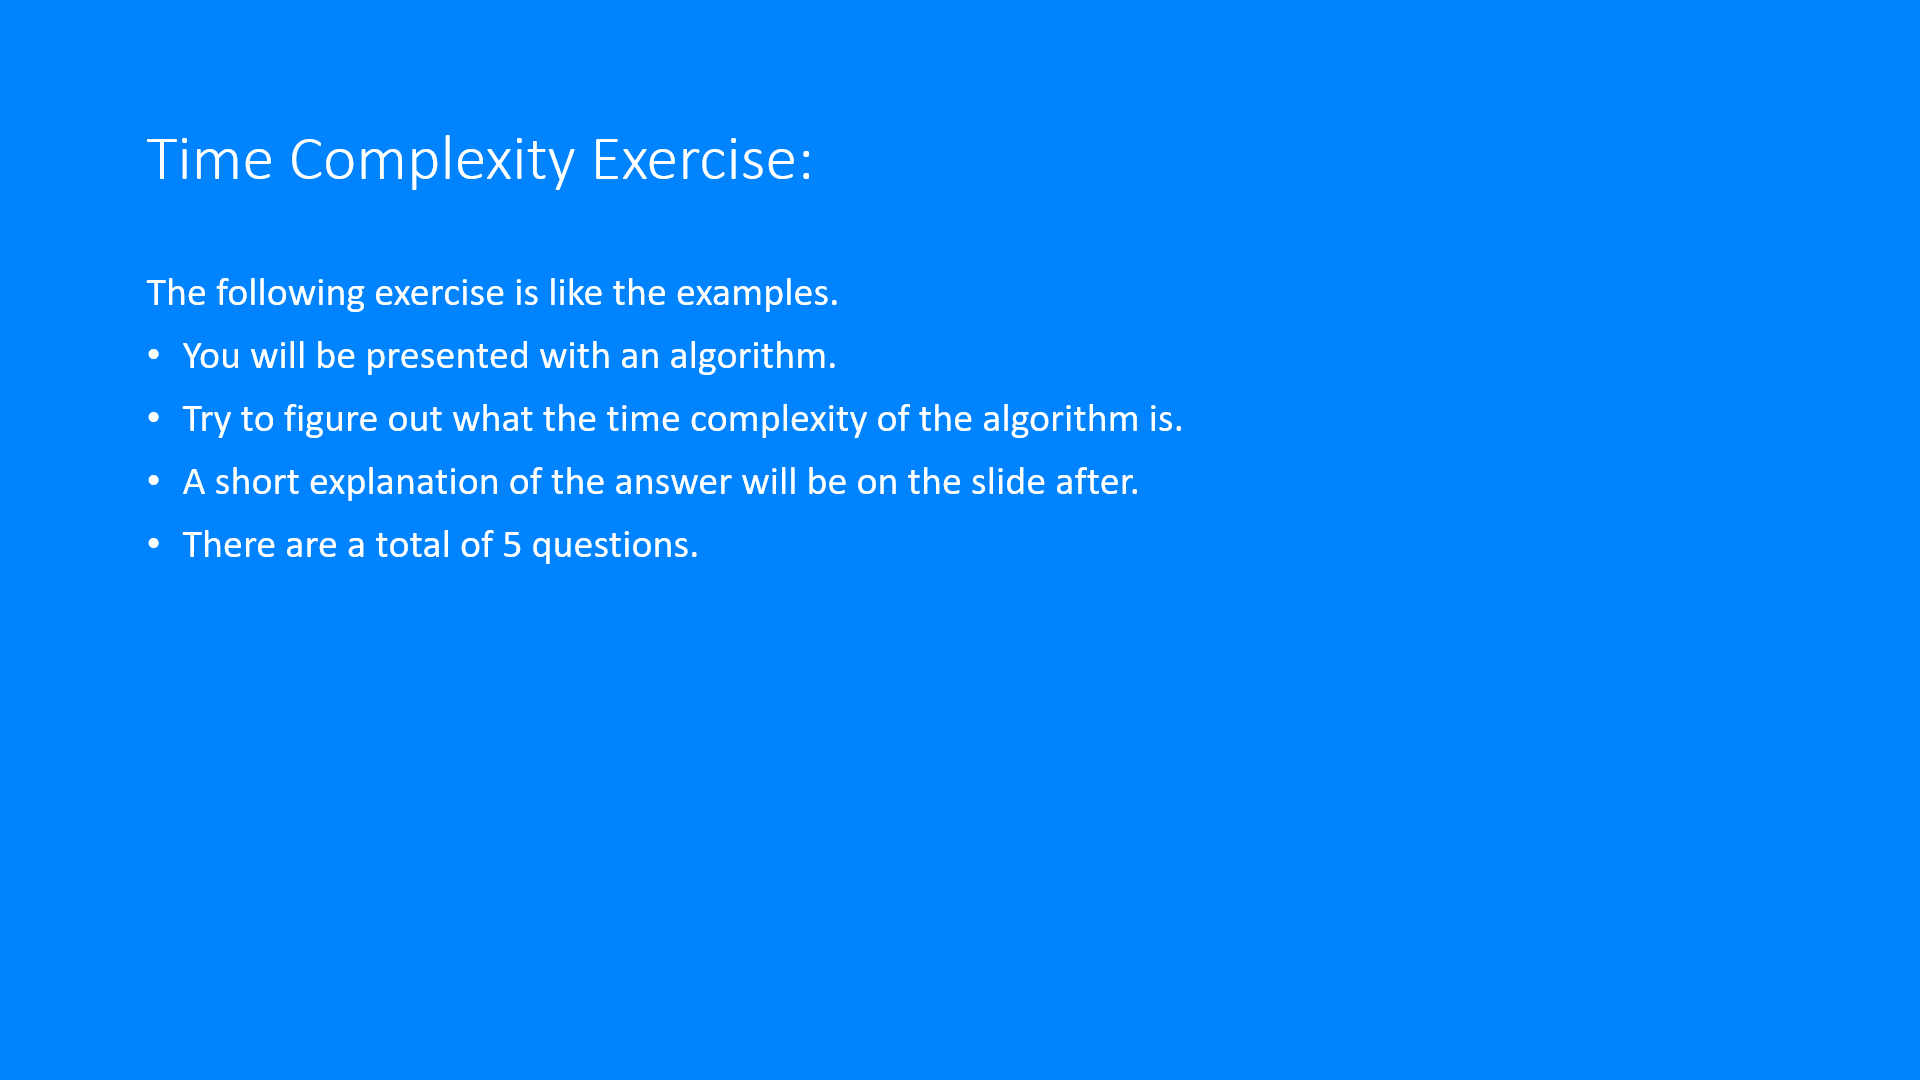 Time Complexity Exercise:
The following exercise is like the examples.
• You will be presented with an algorithm.
• Try to figure out what the time complexity of the algorithm is.
• A short explanation of the answer will be on the slide after.
• There are a total of 5 questions.